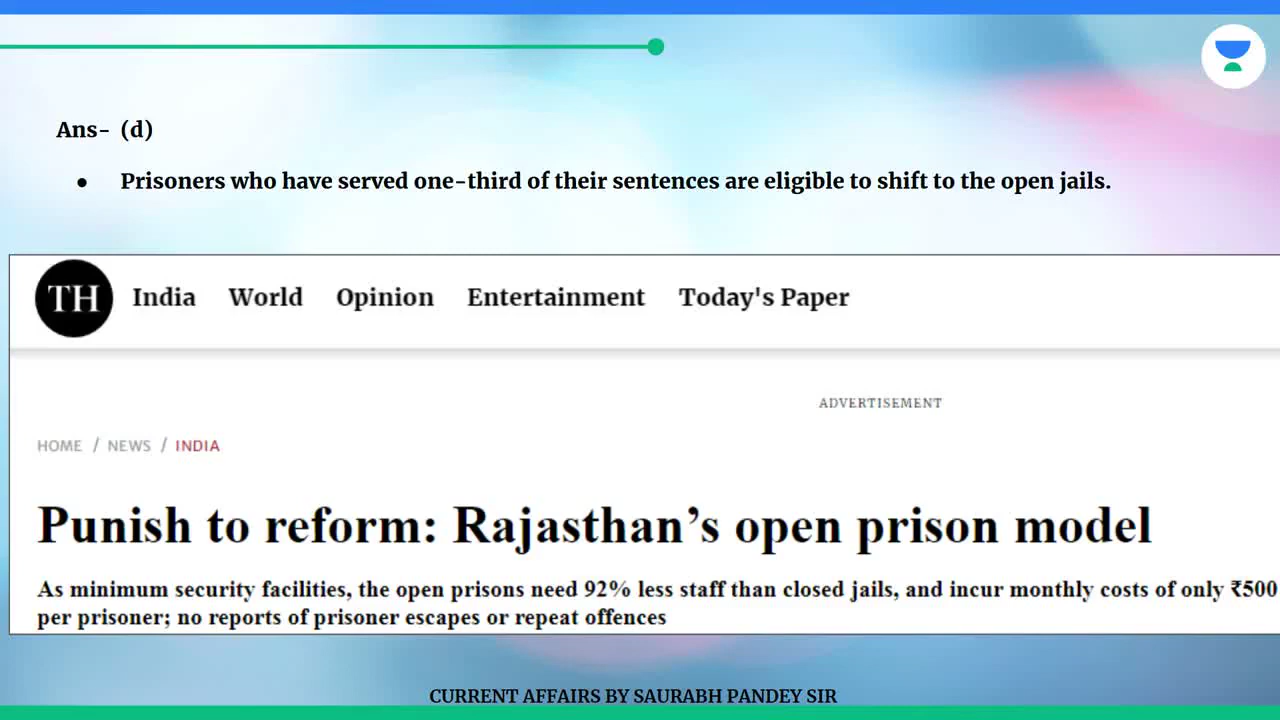 Ans- (d)
● Prisoners who have served one-third of their sentences are eligible to shift to the open jails.
TH India World Opinion Entertainment Today's Paper
ADVERTISEMENT
HOME / NEWS / INDIA
Punish to reform: Rajasthan’s open prison model
As minimum security facilities, the open prisons need 92% less staff than closed jails, and incur monthly costs of only ₹500
per prisoner; no reports of prisoner escapes or repeat offences
CURRENT AFFAIRS BY SAURABH PANDEY SIR